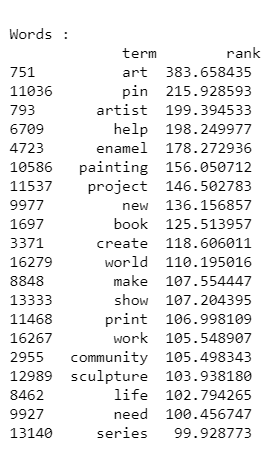 Words :
term rank
751 art 383.658435
11036 pin 215.928593
793 artist 199.394533
6709 help 198.249977
4723 enamel 178.272936
10586 painting 156.050712
11537 project 146.502783
9977 new 136.156857
1697 book 125.513957
3371 create 118.606011
16279 world 110.195016
8848 make 107.554447
13333 show 107.204395
11468 print 106.998109
16267 work 105.548907
2955 community 105.498343
12989 sculpture 103.938180
8462 life 102.794265
9927 need 100.456747
13140 series 99.928773